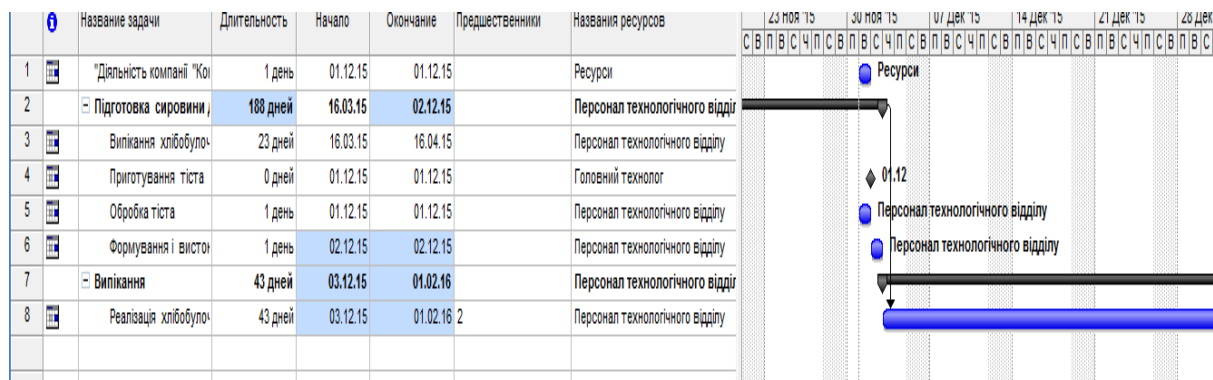 Название задачи Длительность Начало Окончание Предшественники Названия ресурсов 23 Ноя '15 30 Ноя '15 07 Дек '15 14 Дек '15 21 Дек '15 28 Дек
С В П В С Ч П С В П В С Ч П С В П В С Ч П С В П В С Ч П С В П В С Ч П С В П В С
1 "Діяльність компанії "Ко 1 день 01.12.15 01.12.15 Ресурси Ресурси
2 Підготовка сировини 188 дней 16.03.15 02.12.15 Персонал технологічного відділ
3 Випікання хлібобулоч 23 дней 16.03.15 16.04.15 Персонал технологічного відділу
4 Приготування тіста 0 дней 01.12.15 01.12.15 Головний технолог 01.12
5 Обробка тіста 1 день 01.12.15 01.12.15 Персонал технологічного відділу Персонал технологічного відділу
6 Формування і висто 1 день 02.12.15 02.12.15 Персонал технологічного відділу Персонал технологічного відділу
7 Випікання 43 дней 03.12.15 01.02.16 Персонал технологічного відділ
8 Реалізація хлібобулоч 43 дней 03.12.15 01.02.16 2 Персонал технологічного відділу